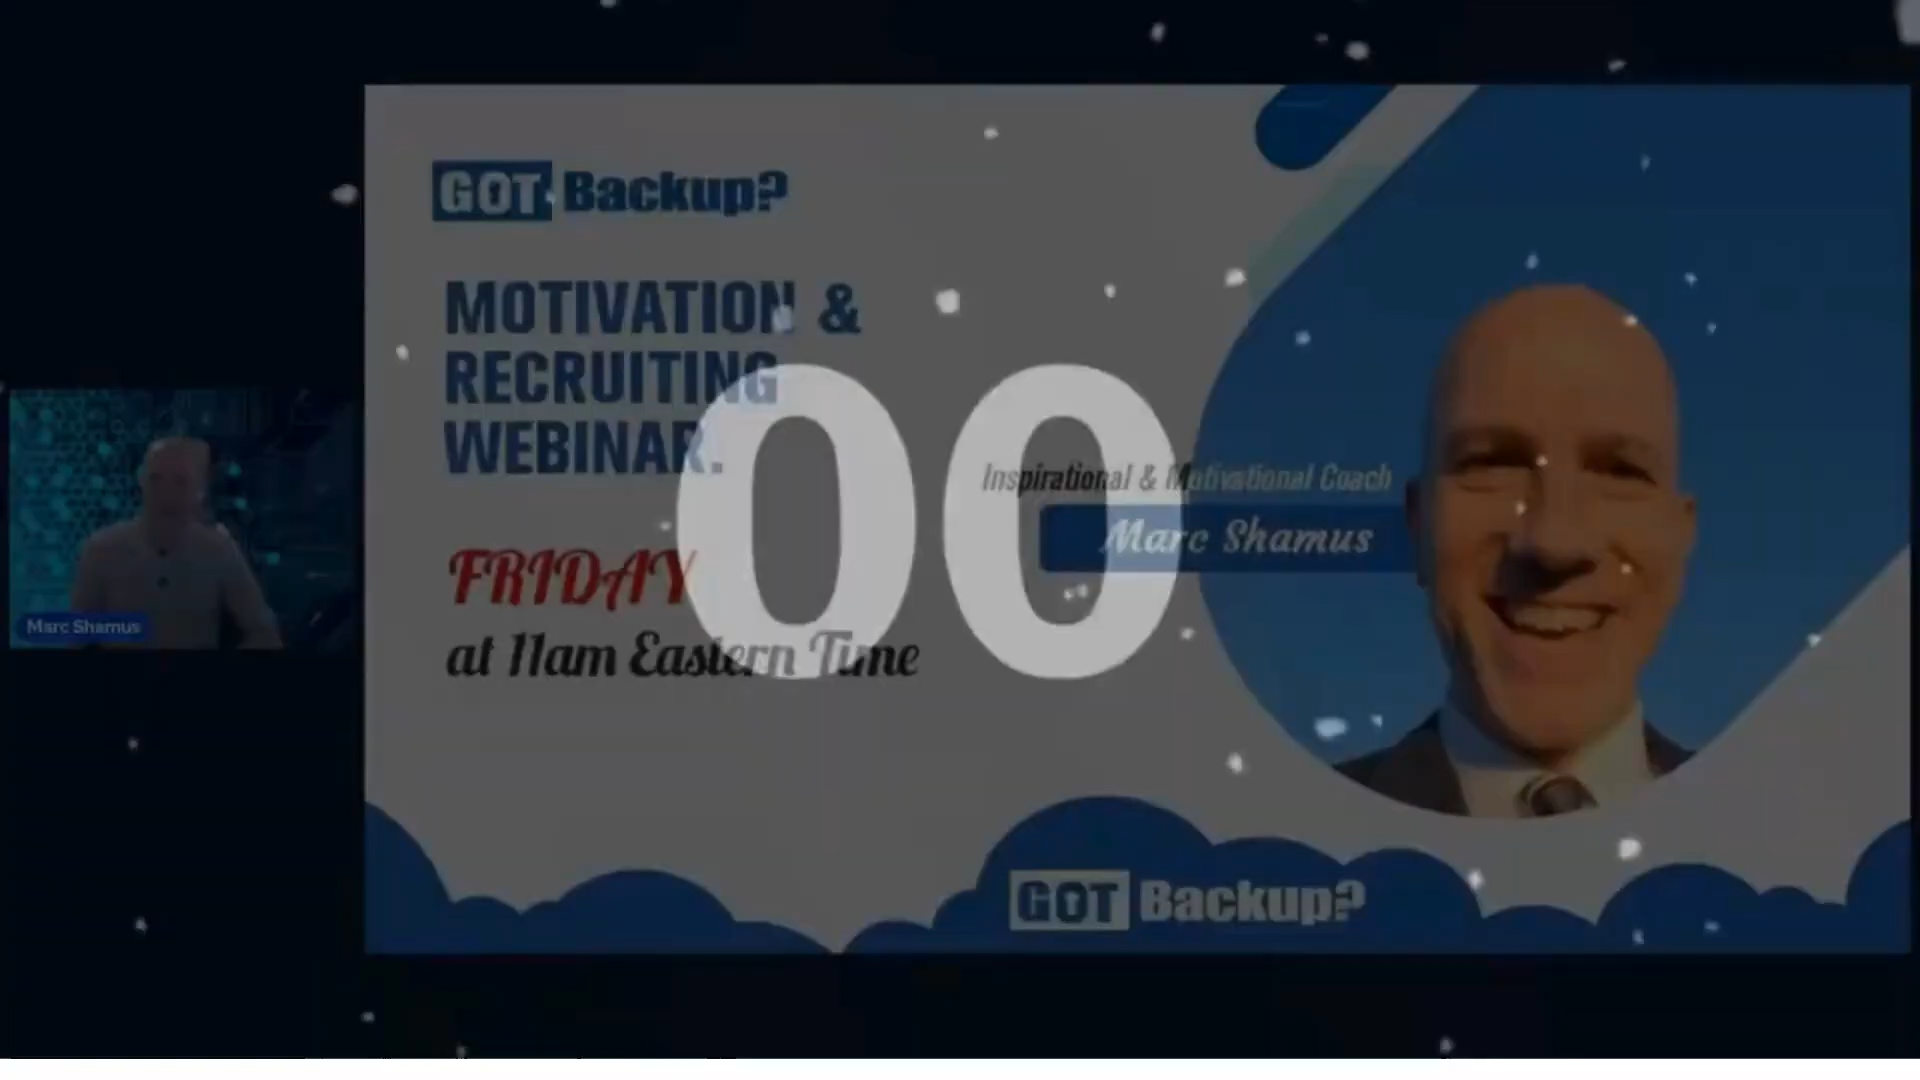 GOT Backup?
MOTIVATION &
RECRUITING
WEBINAR.
FRIDAY
at 11am Eastern Time
00
Inspirational & Motivational Coach
Marc Shamus
Marc Shamus
GOT Backup?